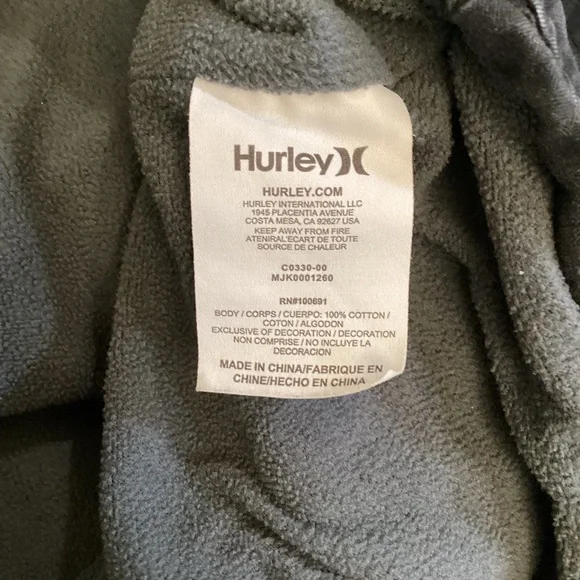 Hurley
HURLEY.COM
HURLEY INTERNATIONAL LLC
1945 PLACENTIA AVENUE
COSTA MESA, CA 92627 USA
KEEP AWAY FROM FIRE
ATENIRAL'ECART DE TOUTE
SOURCE DE CHALEUR
C0330-00
MJK0001260
RN#100691
BODY / CORPS / CUERPO: 100% COTTON /
COTON / ALGODON
EXCLUSIVE OF DECORATION / DECORATION
NON COMPRISE / NO INCLUYE LA
DECORACION
MADE IN CHINA/FABRIQUE EN
CHINE/HECHO EN CHINA